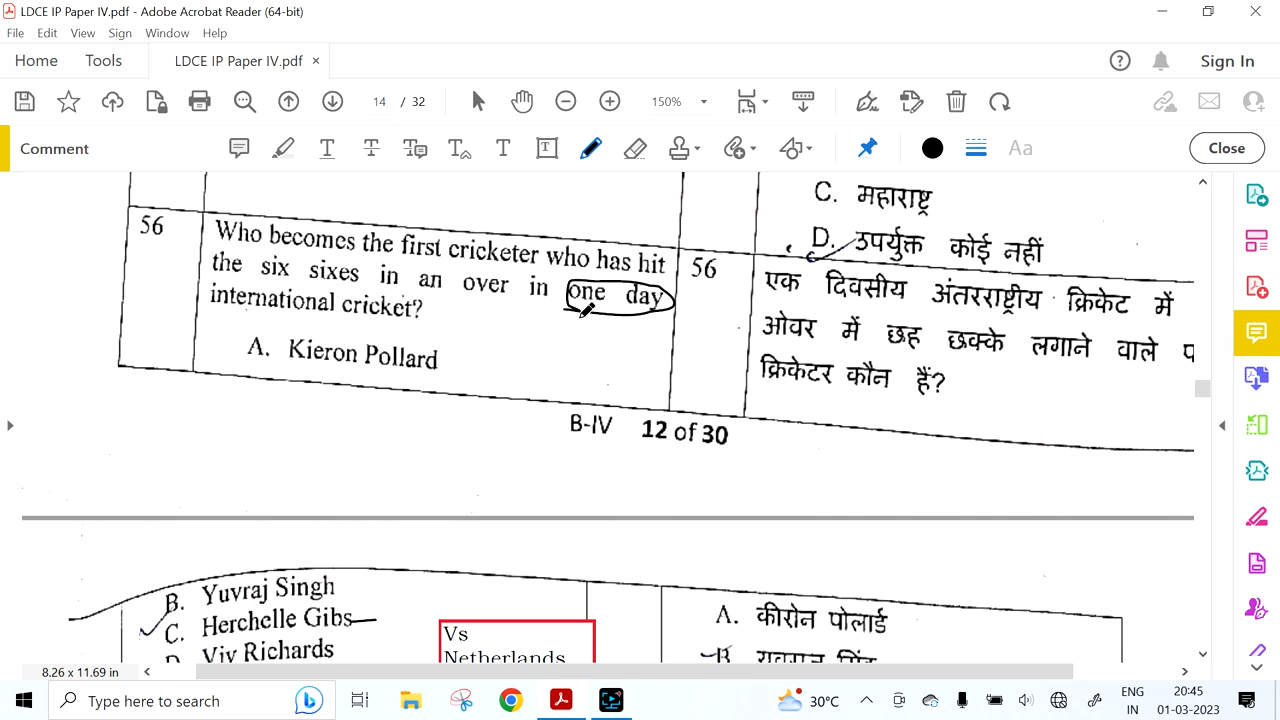 LDCE IP Paper IV.pdf - Adobe Acrobat Reader (64-bit)
File Edit View Sign Window Help
Home Tools LDCE IP Paper IV.pdf × Sign In
14 / 32 150%
Comment T T T T T Aa Close
C. महाराष्ट्र
D. उपर्युक्त कोई नहीं
56 Who becomes the first cricketer who has hit
the six sixes in an over in one day
international cricket?
A. Kieron Pollard
56 एक दिवसीय अंतरराष्ट्रीय क्रिकेट में
ओवर में छह छक्के लगाने वाले प
क्रिकेटर कौन हैं?
B-IV 12 of 30
B. Yuvraj Singh
C. Herchelle Gibs
D. Viv Richards
Vs
Netherlands
A. कीरोन पोलार्ड
B. युवराज सिंह
8.26 x 11.69 in
Type here to search
30°C
ENG
IN
20:45
01-03-2023